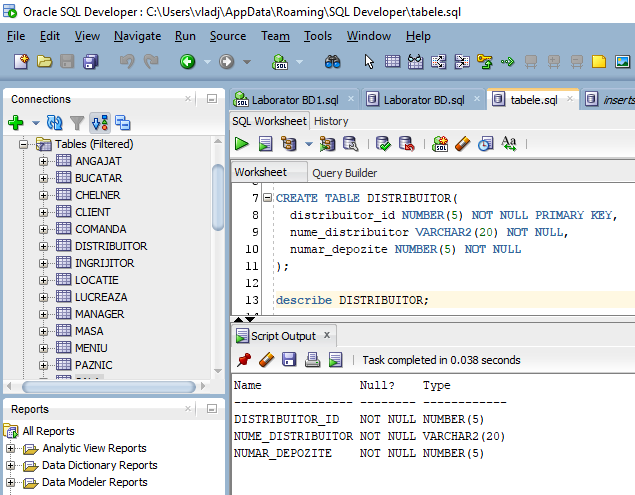 Oracle SQL Developer : C:\Users\vladj\AppData\Roaming\SQL Developer\tabele.sql
File Edit View Navigate Run Source Team Tools Window Help
SQL
Connections
Tables (Filtered)
ANGAJAT
BUCATAR
CHELNER
CLIENT
COMANDA
DISTRIBUITOR
INGRIJITOR
LOCATIE
LUCREAZA
MANAGER
MASA
MENIU
PAZNIC
Reports
All Reports
Analytic View Reports
Data Dictionary Reports
Data Modeler Reports
Laborator BD1.sql Laborator BD.sql tabele.sql inserts
SQL Worksheet History
SQL Aa
Worksheet Query Builder
7 CREATE TABLE DISTRIBUITOR(
8 distribuitor_id NUMBER(5) NOT NULL PRIMARY KEY,
9 nume_distribuitor VARCHAR2(20) NOT NULL,
10 numar_depozite NUMBER(5) NOT NULL
11 );
12
13 describe DISTRIBUITOR;
Script Output
Task completed in 0.038 seconds
Name Null? Type
----------------- -------- ------------
DISTRIBUITOR_ID NOT NULL NUMBER(5)
NUME_DISTRIBUITOR NOT NULL VARCHAR2(20)
NUMAR_DEPOZITE NOT NULL NUMBER(5)